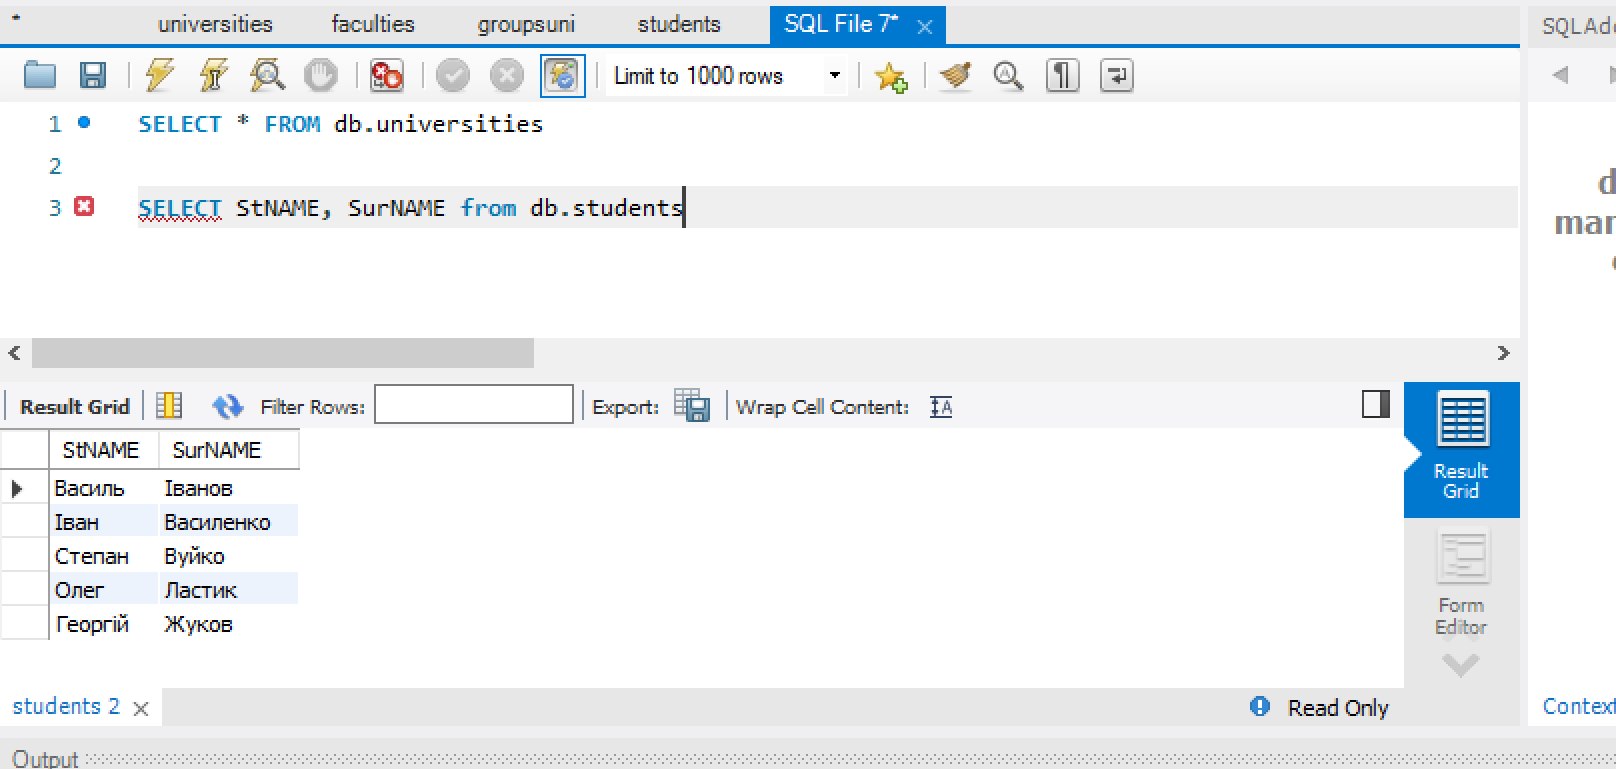 * universities faculties groupsuni students SQL File 7*
SQLAd
Limit to 1000 rows
1 SELECT * FROM db.universities
2
3 SELECT StNAME, SurNAME from db.students
Result Grid Filter Rows: Export: Wrap Cell Content:
StNAME SurNAME
Василь Іванов
Іван Василенко
Степан Вуйко
Олег Ластик
Георгій Жуков
Result
Grid
Form
Editor
students 2
Read Only
Context
Output